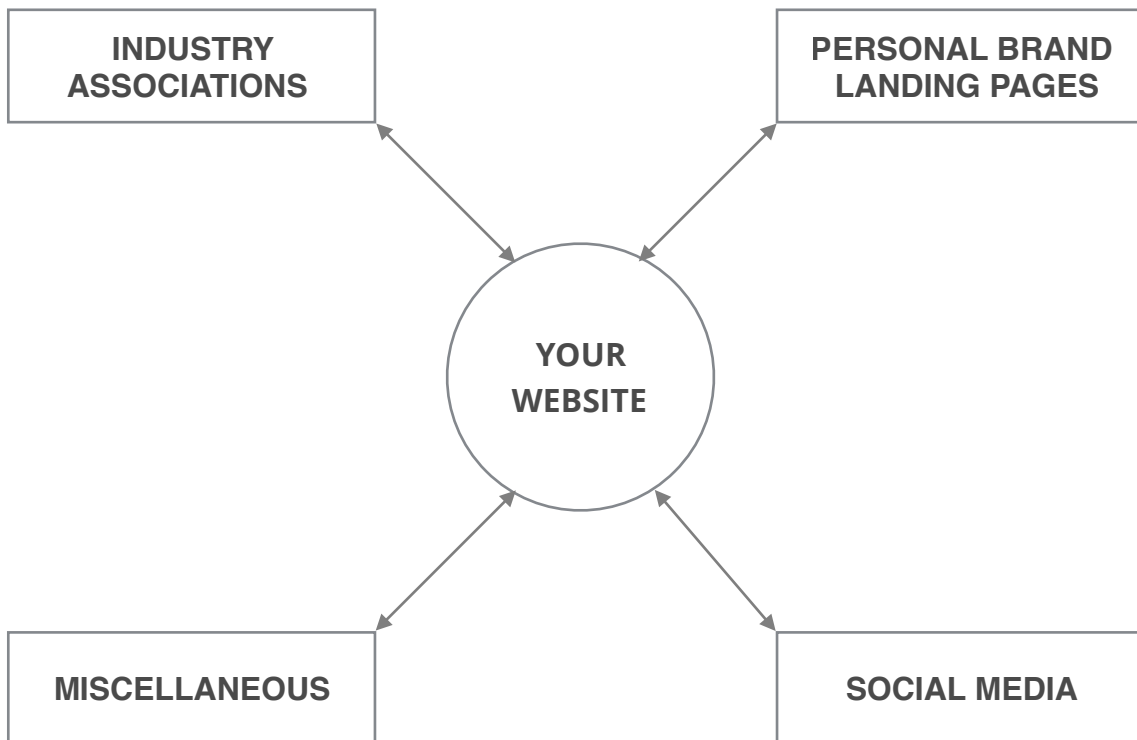 INDUSTRY
ASSOCIATIONS
PERSONAL BRAND
LANDING PAGES
YOUR
WEBSITE
MISCELLANEOUS
SOCIAL MEDIA